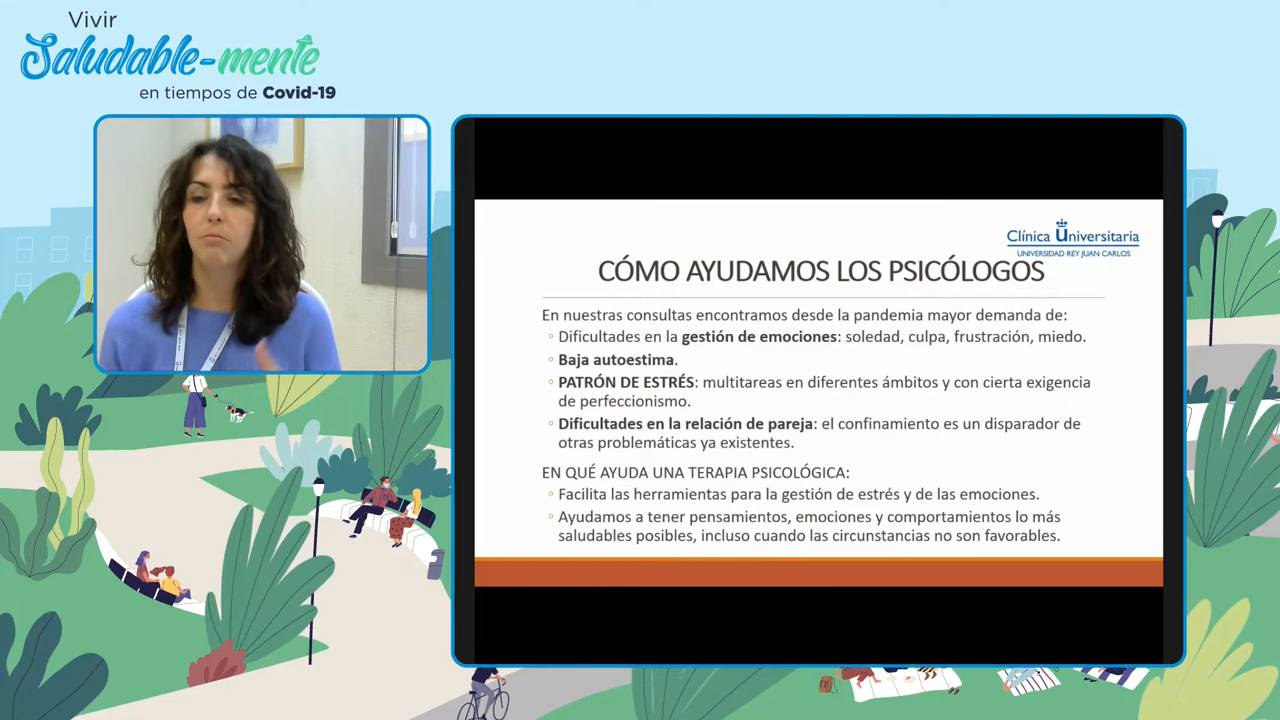 Vivir
Saludable-mente
en tiempos de Covid-19
Clínica Universitaria
UNIVERSIDAD REY JUAN CARLOS
CÓMO AYUDAMOS LOS PSICÓLOGOS
En nuestras consultas encontramos desde la pandemia mayor demanda de:
◦ Dificultades en la gestión de emociones: soledad, culpa, frustración, miedo.
◦ Baja autoestima.
◦ PATRÓN DE ESTRÉS: multitareas en diferentes ámbitos y con cierta exigencia
de perfeccionismo.
◦ Dificultades en la relación de pareja: el confinamiento es un disparador de
otras problemáticas ya existentes.
EN QUÉ AYUDA UNA TERAPIA PSICOLÓGICA:
◦ Facilita las herramientas para la gestión de estrés y de las emociones.
◦ Ayudamos a tener pensamientos, emociones y comportamientos lo más
saludables posibles, incluso cuando las circunstancias no son favorables.